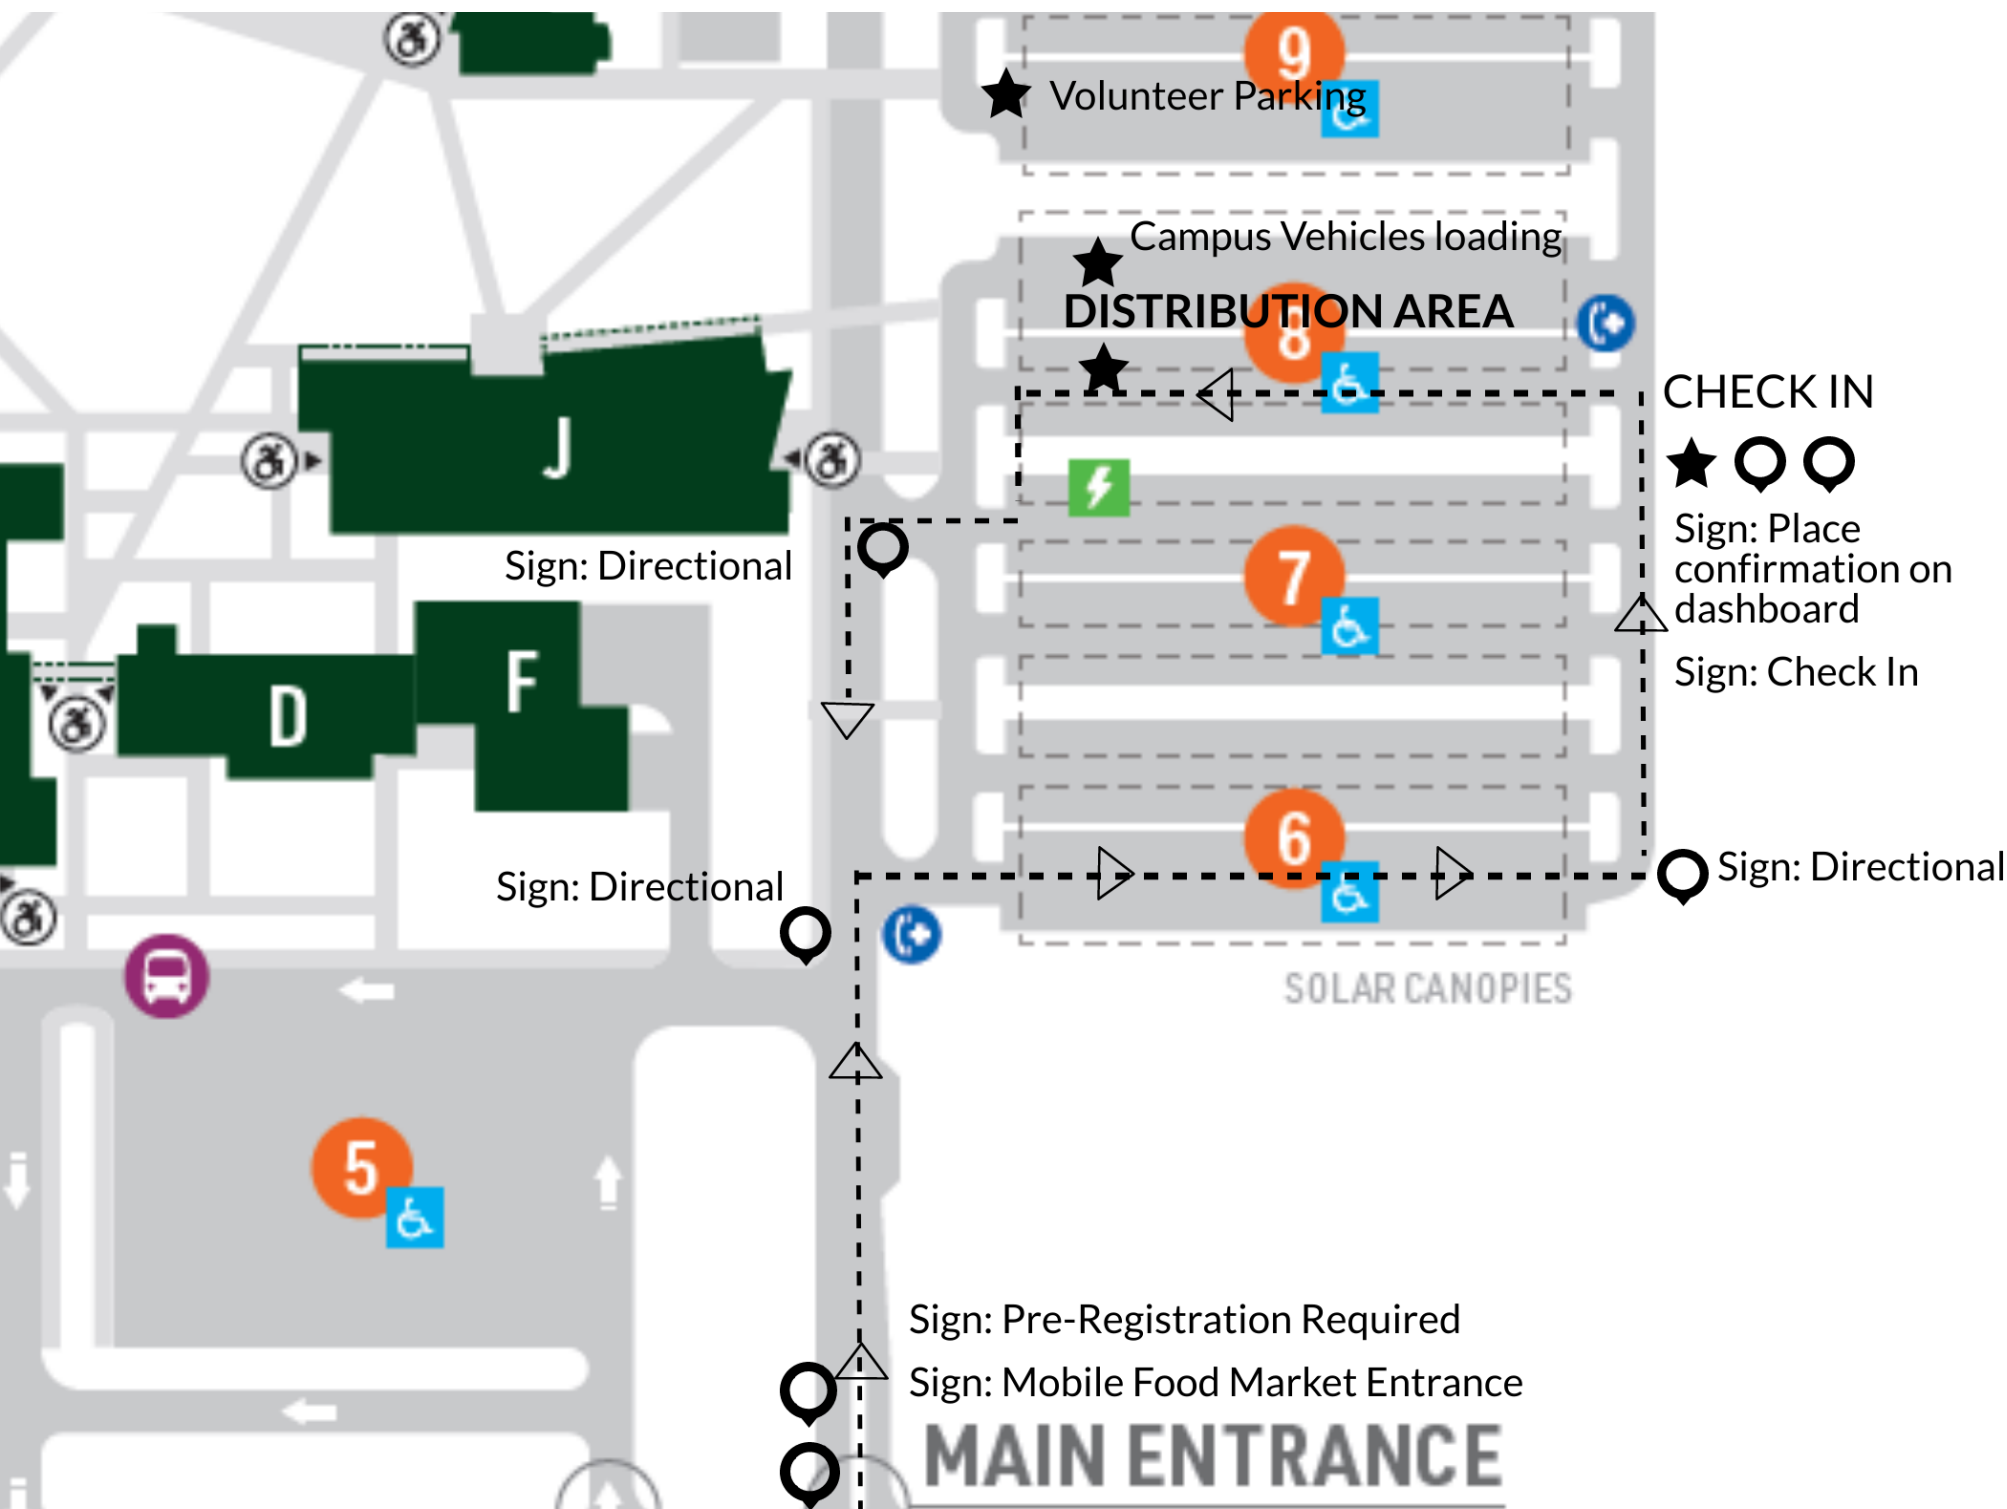 9
Volunteer Parking
Campus Vehicles loading
DISTRIBUTION AREA
8
CHECK IN
J
Sign: Place
confirmation on
dashboard
Sign: Directional
7
Sign: Check In
F
D
6
Sign: Directional
Sign: Directional
SOLAR CANOPIES
5
Sign: Pre-Registration Required
Sign: Mobile Food Market Entrance
MAIN ENTRANCE